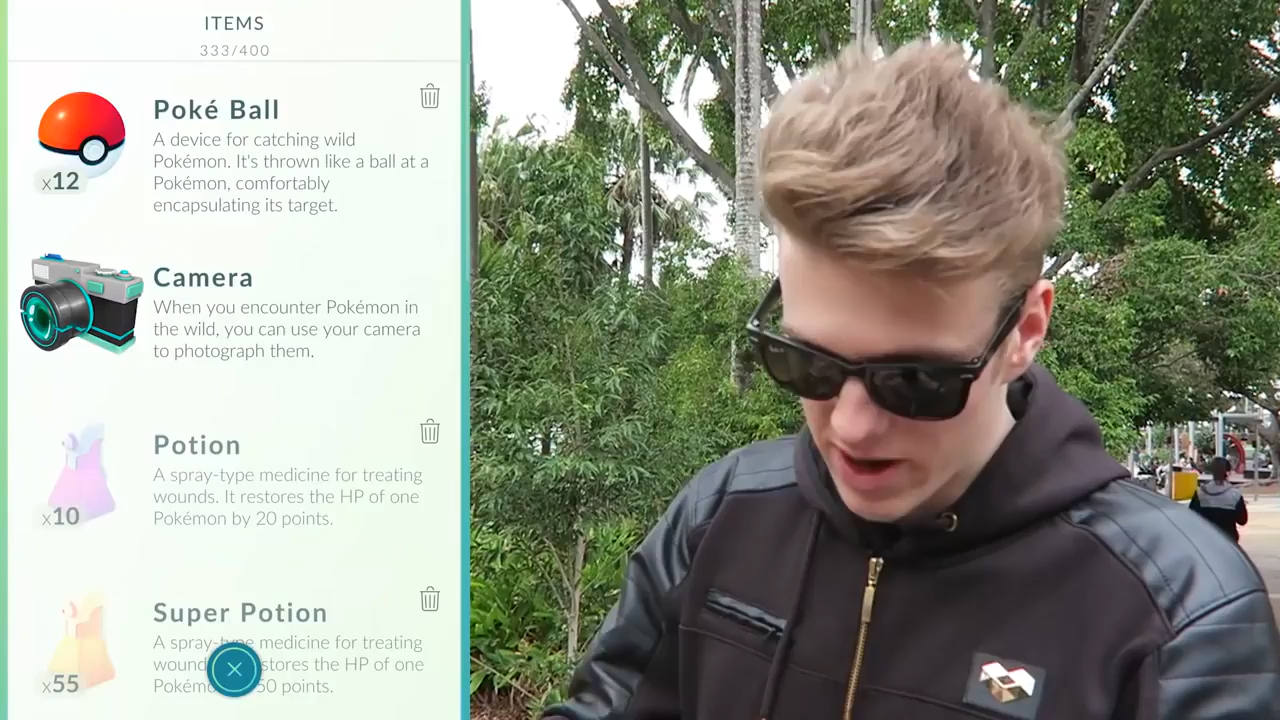 ITEMS
333/400
Poké Ball
A device for catching wild
Pokémon. It's thrown like a ball at a
Pokémon, comfortably
encapsulating its target.
x12
Camera
When you encounter Pokémon in
the wild, you can use your camera
to photograph them.
Potion
A spray-type medicine for treating
wounds. It restores the HP of one
Pokémon by 20 points.
x10
Super Potion
A spray-type medicine for treating
the HP of one
50 points.
x55